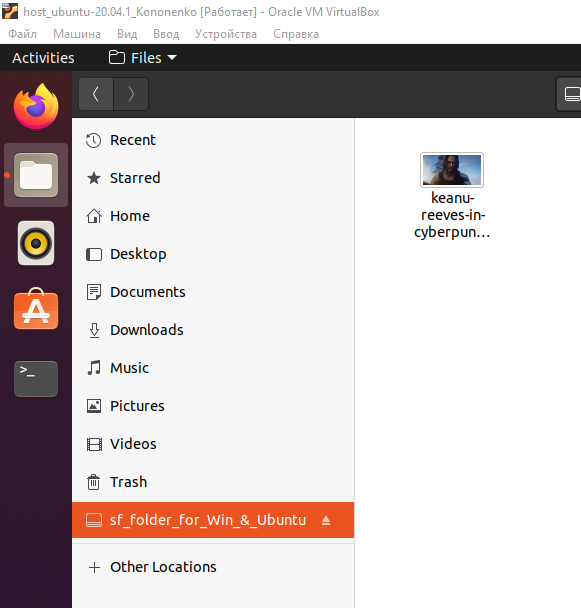 host_ubuntu-20.04.1_Kononenko [Работает] - Oracle VM VirtualBox
Файл Машина Вид Ввод Устройства Справка
Activities Files
Recent
Starred
Home
Desktop
Documents
Downloads
Music
Pictures
Videos
Trash
sf_folder_for_Win_&_Ubuntu
Other Locations
keanu-
reeves-in-
cyberpun…
>_